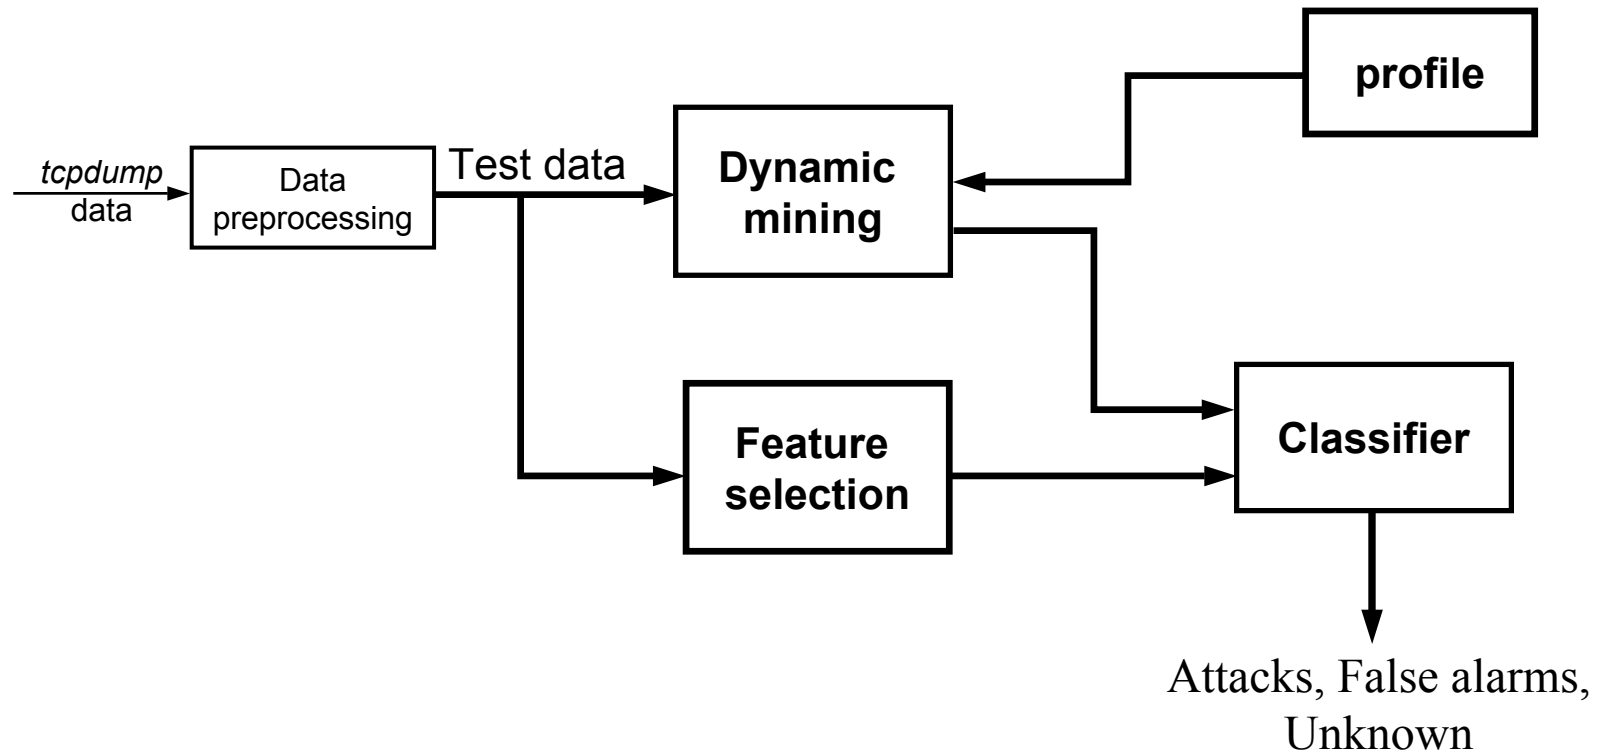 profile
tcpdump
data
Data
preprocessing
Test data
Dynamic
mining
Feature
selection
Classifier
Attacks, False alarms,
Unknown